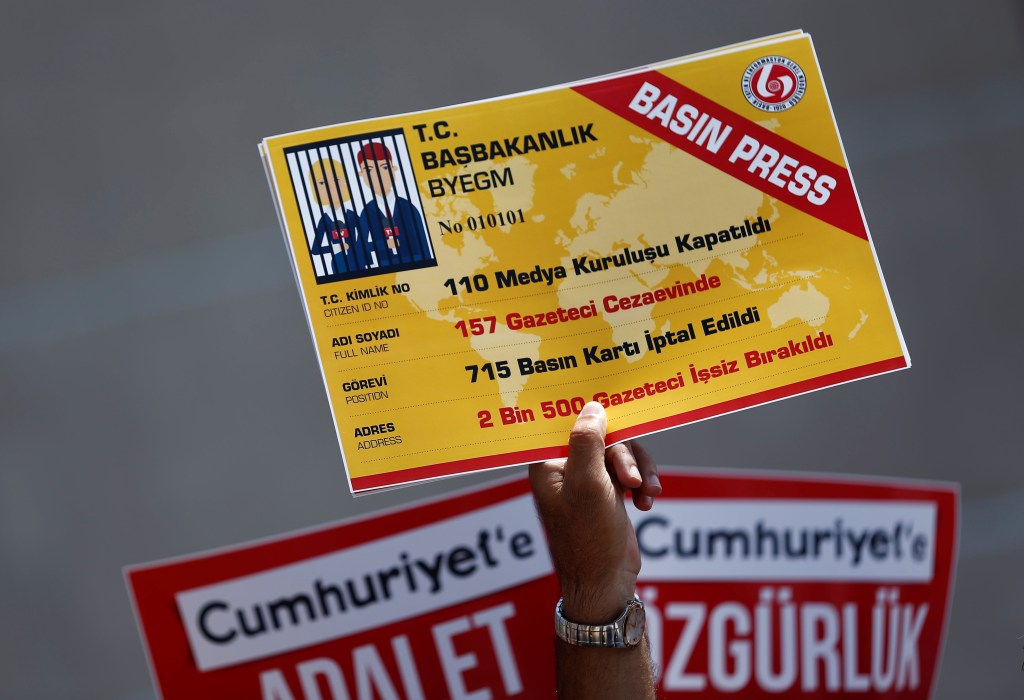 T.C.
BAŞBAKANLIK
BYEGM
No 010101
BASIN PRESS
T.C. KİMLİK NO
CITIZEN ID NO
110 Medya Kuruluşu Kapatıldı
ADI SOYADI
FULL NAME
157 Gazeteci Cezaevinde
GÖREVİ
POSITION
715 Basın Kartı İptal Edildi
ADRES
ADDRESS
2 Bin 500 Gazeteci İşsiz Bırakıldı
Cumhuriyet'e
ADALET
Cumhuriyet'e
ÖZGÜRLÜK